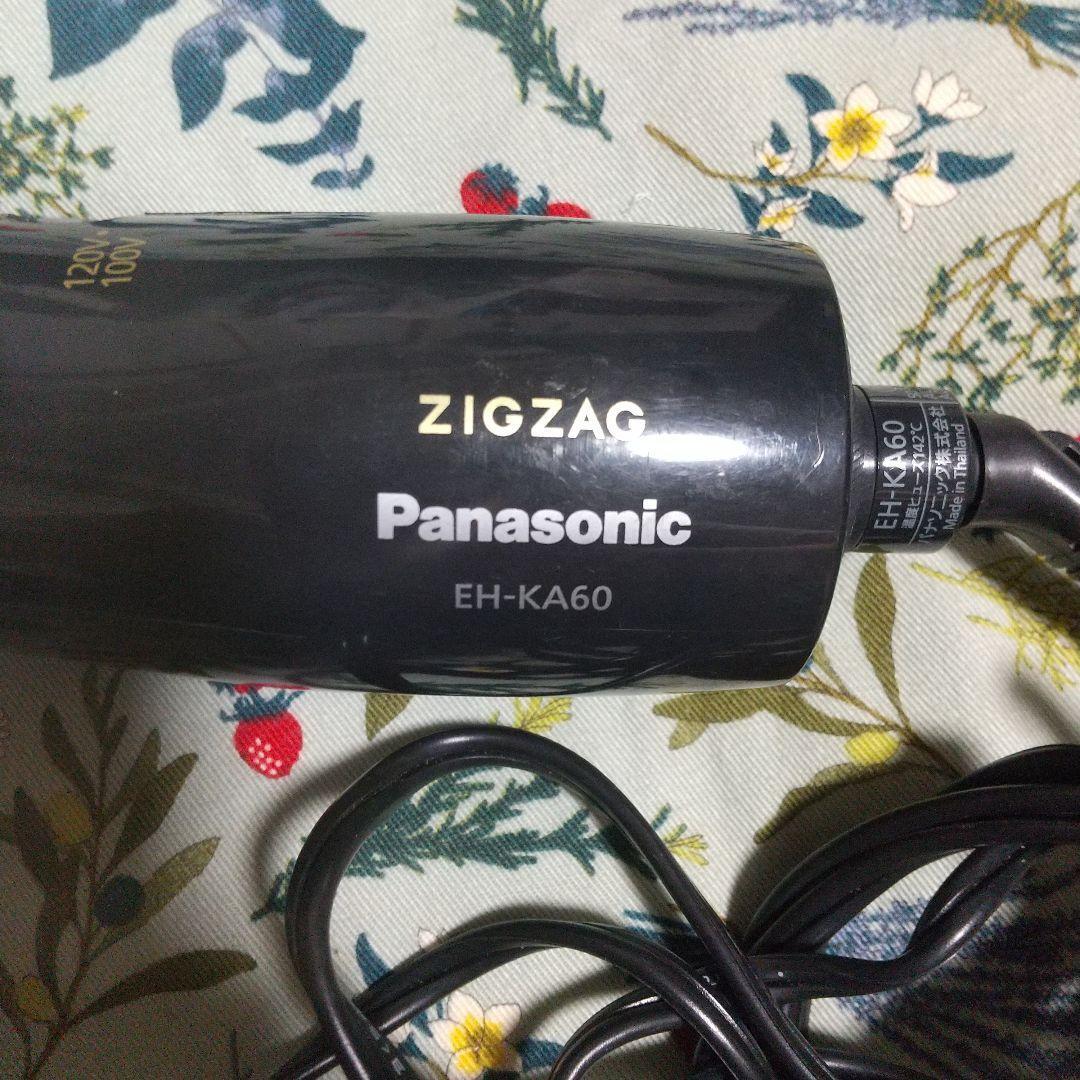 120V-
100V
ZIGZAG
Panasonic
EH-KA60
EH-KA60
温度ヒューズ142℃
パナソニック株式会社
Made in Thailand